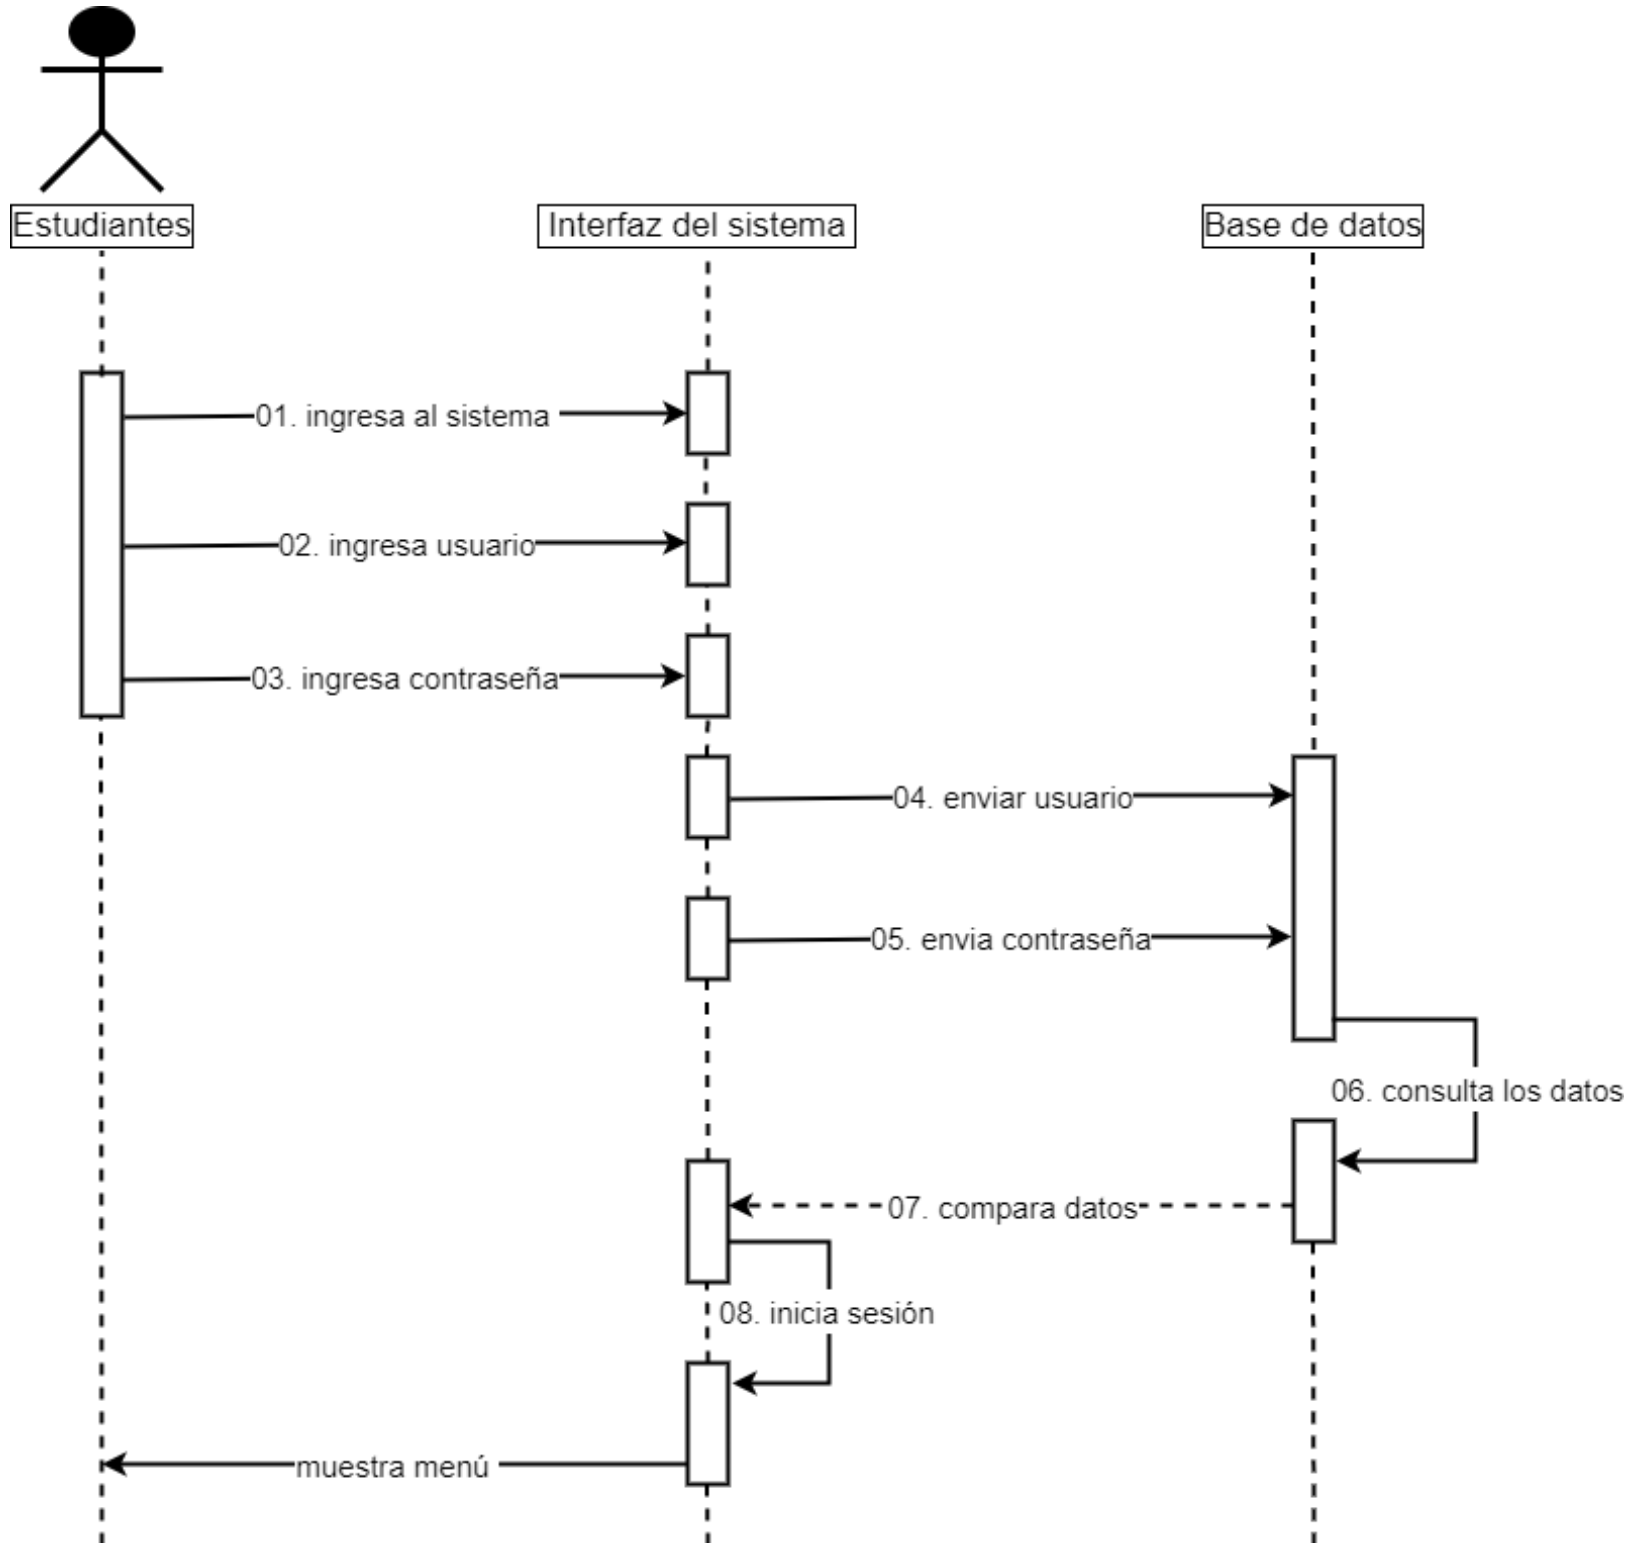 Estudiantes
Interfaz del sistema
Base de datos
01. ingresa al sistema
02. ingresa usuario
03. ingresa contraseña
04. enviar usuario
05. envia contraseña
06. consulta los datos
07. compara datos
08. inicia sesión
muestra menú